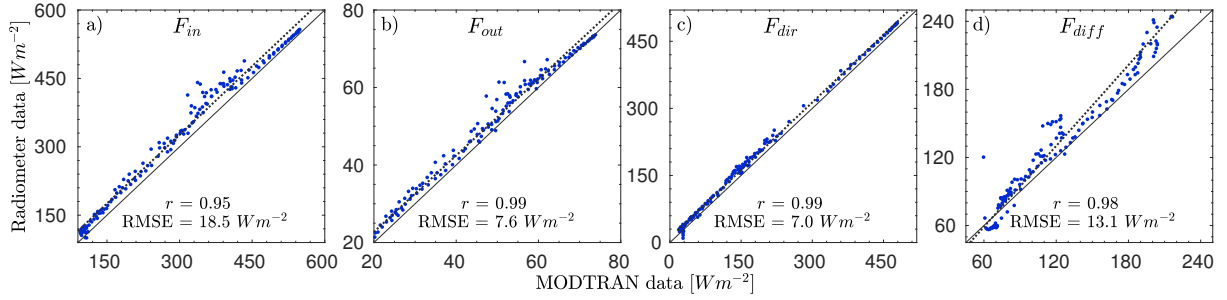 a) F_in
b) F_out
c) F_dir
d) F_diff
Radiometer data [Wm⁻²]
600
450
300
150
r = 0.95
RMSE = 18.5 Wm⁻²
150 300 450 600
80
60
40
20
r = 0.99
RMSE = 7.6 Wm⁻²
20 40 60 80
450
300
150
0
r = 0.99
RMSE = 7.0 Wm⁻²
0 150 300 450
240
180
120
60
r = 0.98
RMSE = 13.1 Wm⁻²
60 120 180 240
MODTRAN data [Wm⁻²]